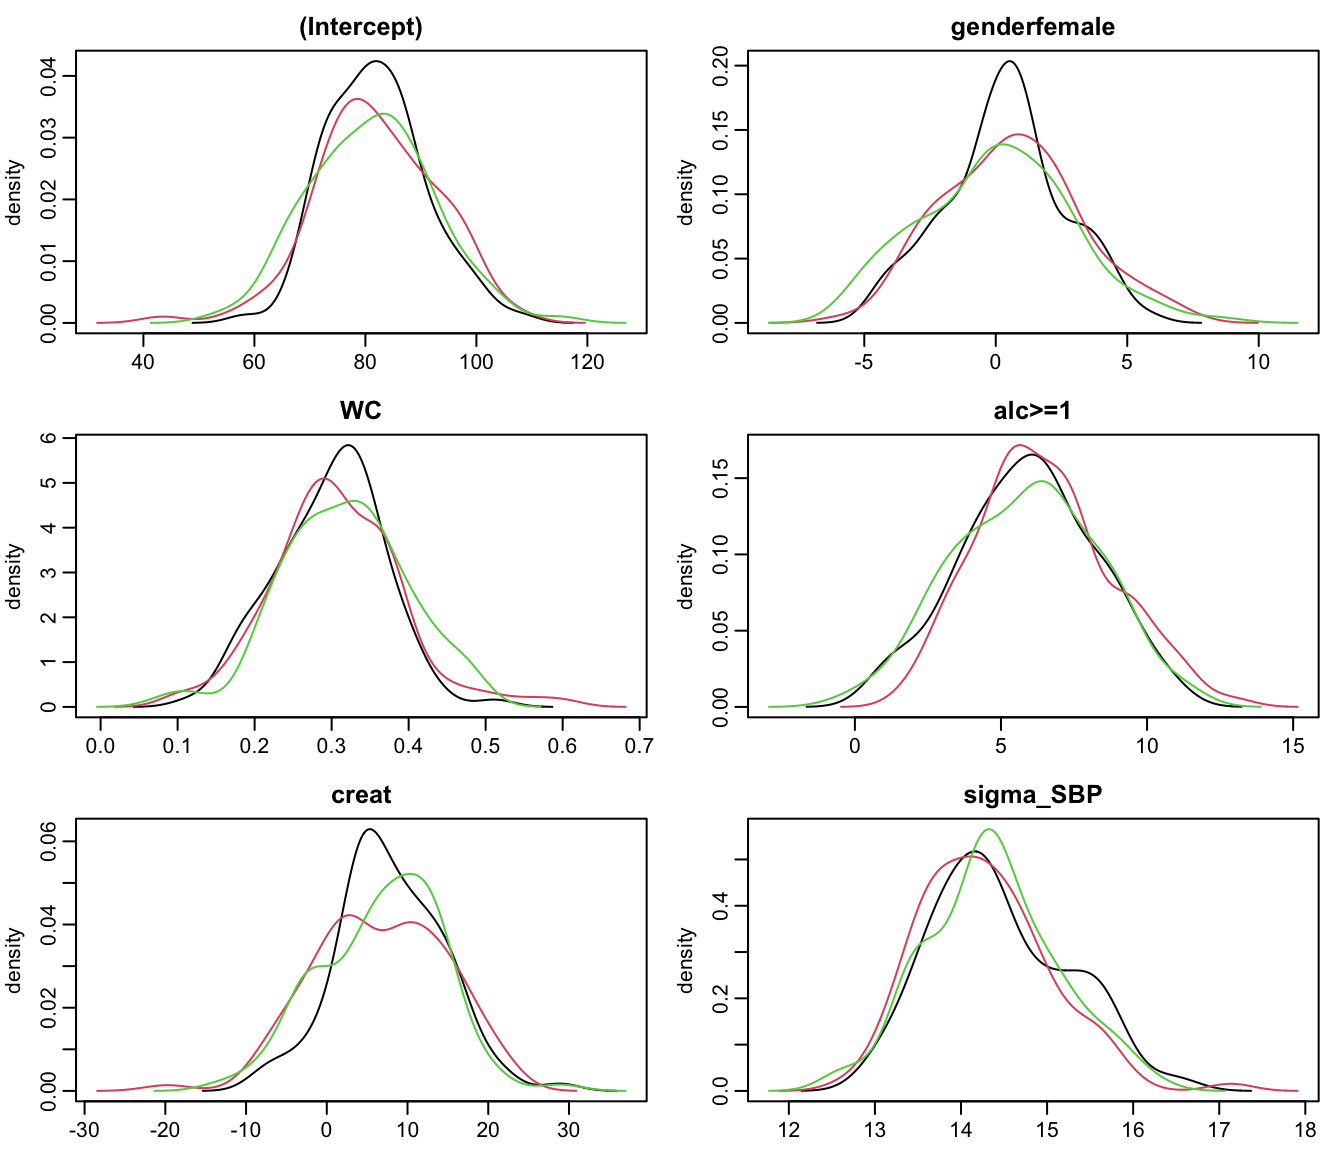 (Intercept)
density
0.00 0.01 0.02 0.03 0.04
40 60 80 100 120
genderfemale
density
0.00 0.05 0.10 0.15 0.20
-5 0 5 10
WC
density
0 1 2 3 4 5 6
0.0 0.1 0.2 0.3 0.4 0.5 0.6 0.7
alc>=1
density
0.00 0.05 0.10 0.15
0 5 10 15
creat
density
0.00 0.02 0.04 0.06
-30 -20 -10 0 10 20 30
sigma_SBP
density
0.0 0.2 0.4
12 13 14 15 16 17 18